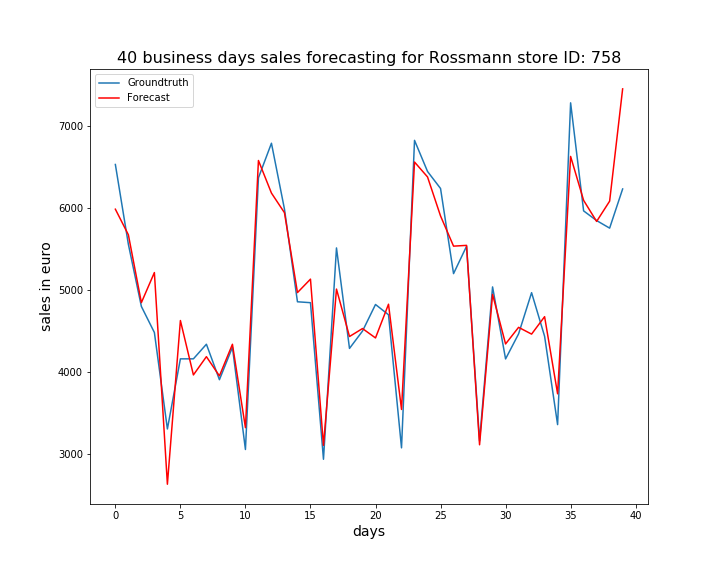 40 business days sales forecasting for Rossmann store ID: 758
Groundtruth
Forecast
7000
6000
5000
4000
3000
sales in euro
0 5 10 15 20 25 30 35 40
days